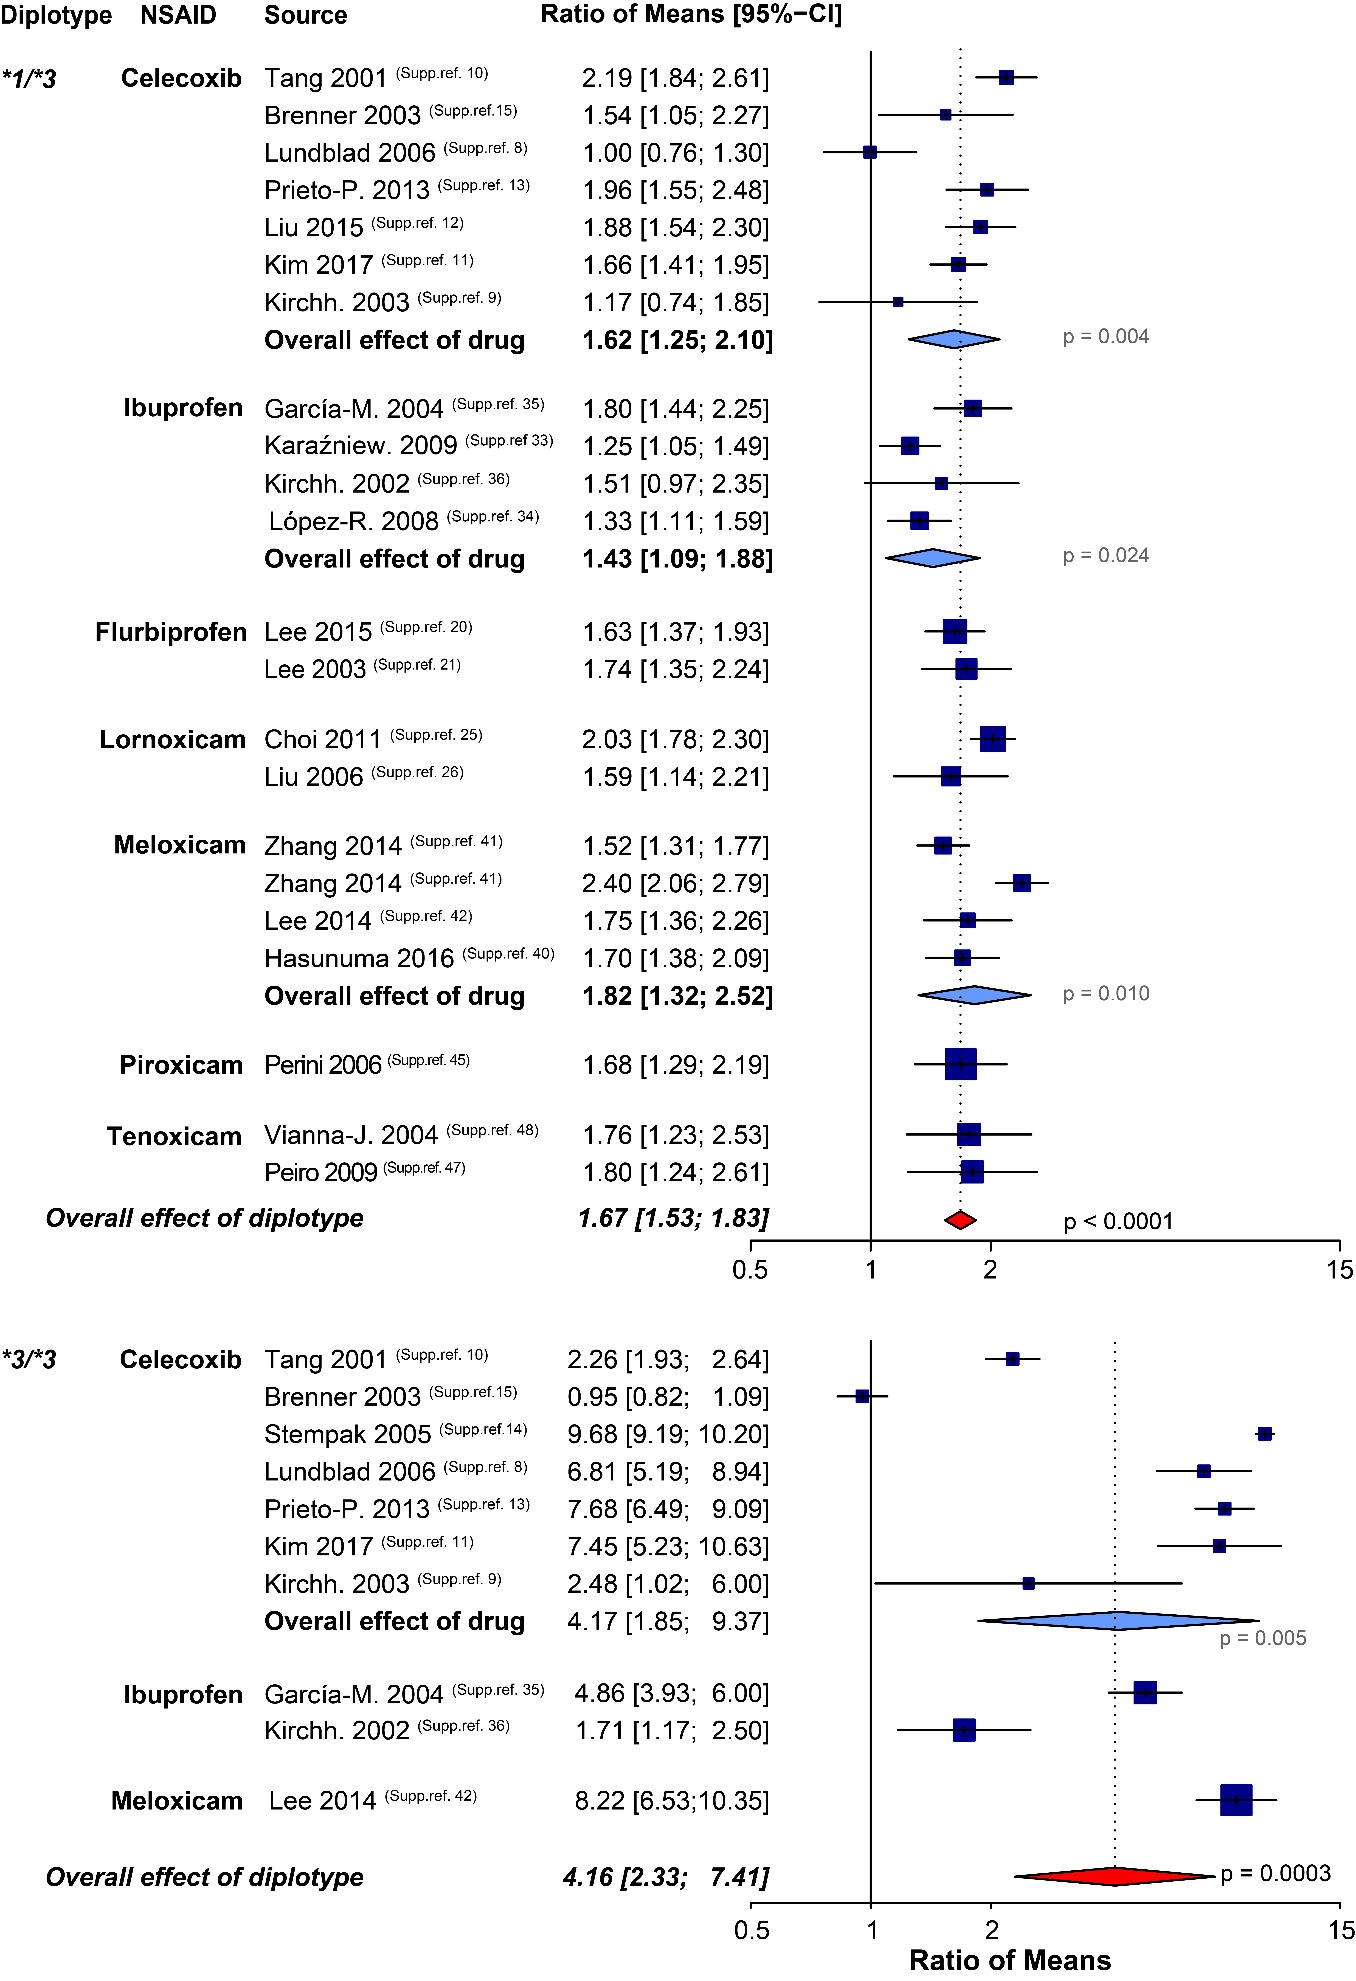 Diplotype NSAID Source Ratio of Means [95%−CI]
*1/*3 Celecoxib Tang 2001 (Supp.ref. 10) 2.19 [1.84; 2.61]
Brenner 2003 (Supp.ref.15) 1.54 [1.05; 2.27]
Lundblad 2006 (Supp.ref. 8) 1.00 [0.76; 1.30]
Prieto-P. 2013 (Supp.ref. 13) 1.96 [1.55; 2.48]
Liu 2015 (Supp.ref. 12) 1.88 [1.54; 2.30]
Kim 2017 (Supp.ref. 11) 1.66 [1.41; 1.95]
Kirchh. 2003 (Supp.ref. 9) 1.17 [0.74; 1.85]
Overall effect of drug 1.62 [1.25; 2.10] p = 0.004
Ibuprofen García-M. 2004 (Supp.ref. 35) 1.80 [1.44; 2.25]
Karaźniew. 2009 (Supp.ref 33) 1.25 [1.05; 1.49]
Kirchh. 2002 (Supp.ref. 36) 1.51 [0.97; 2.35]
López-R. 2008 (Supp.ref. 34) 1.33 [1.11; 1.59]
Overall effect of drug 1.43 [1.09; 1.88] p = 0.024
Flurbiprofen Lee 2015 (Supp.ref. 20) 1.63 [1.37; 1.93]
Lee 2003 (Supp.ref. 21) 1.74 [1.35; 2.24]
Lornoxicam Choi 2011 (Supp.ref. 25) 2.03 [1.78; 2.30]
Liu 2006 (Supp.ref. 26) 1.59 [1.14; 2.21]
Meloxicam Zhang 2014 (Supp.ref. 41) 1.52 [1.31; 1.77]
Zhang 2014 (Supp.ref. 41) 2.40 [2.06; 2.79]
Lee 2014 (Supp.ref. 42) 1.75 [1.36; 2.26]
Hasunuma 2016 (Supp.ref. 40) 1.70 [1.38; 2.09]
Overall effect of drug 1.82 [1.32; 2.52] p = 0.010
Piroxicam Perini 2006 (Supp.ref. 45) 1.68 [1.29; 2.19]
Tenoxicam Vianna-J. 2004 (Supp.ref. 48) 1.76 [1.23; 2.53]
Peiro 2009 (Supp.ref. 47) 1.80 [1.24; 2.61]
Overall effect of diplotype 1.67 [1.53; 1.83] p < 0.0001
0.5 1 2 15
*3/*3 Celecoxib Tang 2001 (Supp.ref. 10) 2.26 [1.93; 2.64]
Brenner 2003 (Supp.ref.15) 0.95 [0.82; 1.09]
Stempak 2005 (Supp.ref.14) 9.68 [9.19; 10.20]
Lundblad 2006 (Supp.ref. 8) 6.81 [5.19; 8.94]
Prieto-P. 2013 (Supp.ref. 13) 7.68 [6.49; 9.09]
Kim 2017 (Supp.ref. 11) 7.45 [5.23; 10.63]
Kirchh. 2003 (Supp.ref. 9) 2.48 [1.02; 6.00]
Overall effect of drug 4.17 [1.85; 9.37] p = 0.005
Ibuprofen García-M. 2004 (Supp.ref. 35) 4.86 [3.93; 6.00]
Kirchh. 2002 (Supp.ref. 36) 1.71 [1.17; 2.50]
Meloxicam Lee 2014 (Supp.ref. 42) 8.22 [6.53;10.35]
Overall effect of diplotype 4.16 [2.33; 7.41] p = 0.0003
0.5 1 2 15
Ratio of Means